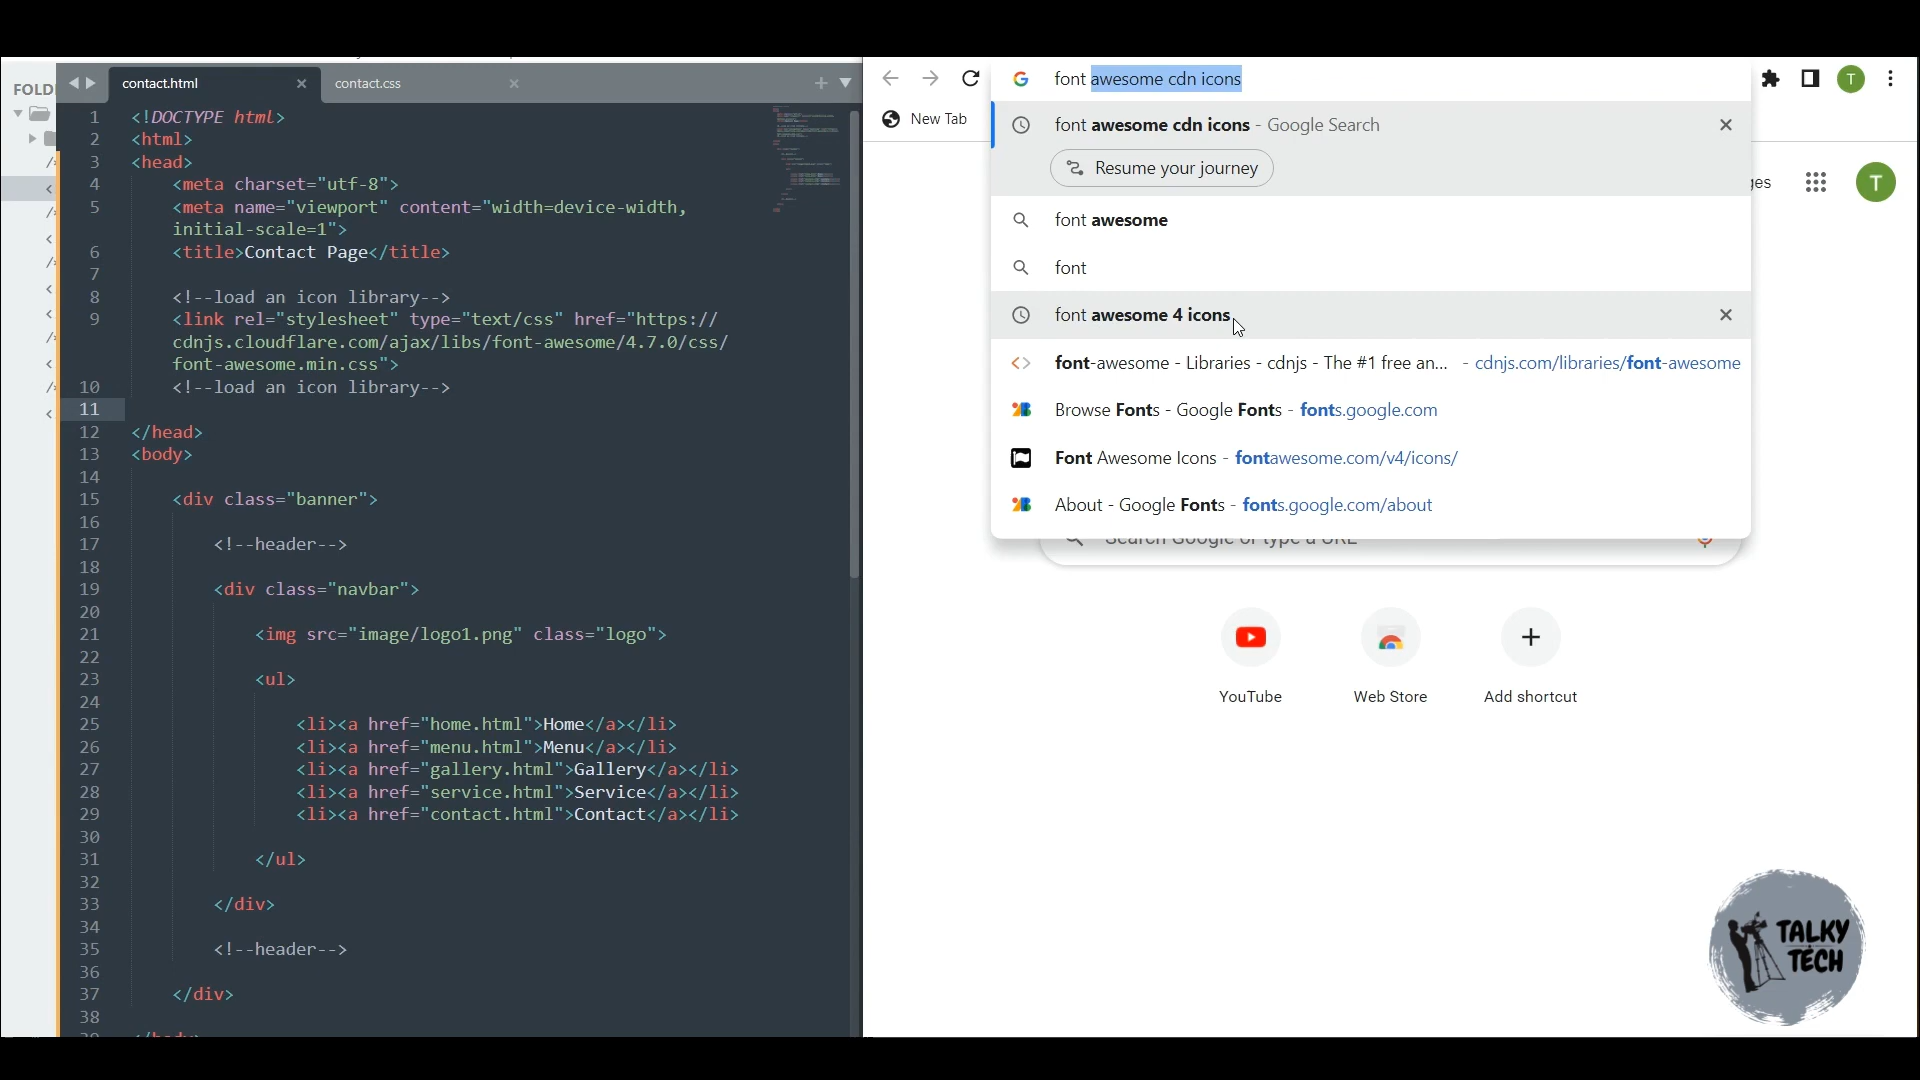 FOLD
contact.html
contact.css
1 <!DOCTYPE html>
2 <html>
3 <head>
4 <meta charset="utf-8">
5 <meta name="viewport" content="width=device-width,
initial-scale=1">
6 <title>Contact Page</title>
7
8 <!--load an icon library-->
9 <link rel="stylesheet" type="text/css" href="https://
cdnjs.cloudflare.com/ajax/libs/font-awesome/4.7.0/css/
font-awesome.min.css">
10 <!--load an icon library-->
11
12 </head>
13 <body>
14
15 <div class="banner">
16
17 <!--header-->
18
19 <div class="navbar">
20
21 <img src="image/logo1.png" class="logo">
22
23 <ul>
24
25 <li><a href="home.html">Home</a></li>
26 <li><a href="menu.html">Menu</a></li>
27 <li><a href="gallery.html">Gallery</a></li>
28 <li><a href="service.html">Service</a></li>
29 <li><a href="contact.html">Contact</a></li>
30
31 </ul>
32
33 </div>
34
35 <!--header-->
36
37 </div>
38
font awesome cdn icons
T
New Tab
font awesome cdn icons - Google Search
Resume your journey
font awesome
font
font awesome 4 icons
font-awesome - Libraries - cdnjs - The #1 free an... - cdnjs.com/libraries/font-awesome
Browse Fonts - Google Fonts - fonts.google.com
Font Awesome Icons - fontawesome.com/v4/icons/
About - Google Fonts - fonts.google.com/about
T
Search Google or type a URL
YouTube
Web Store
Add shortcut
TALKY
TECH